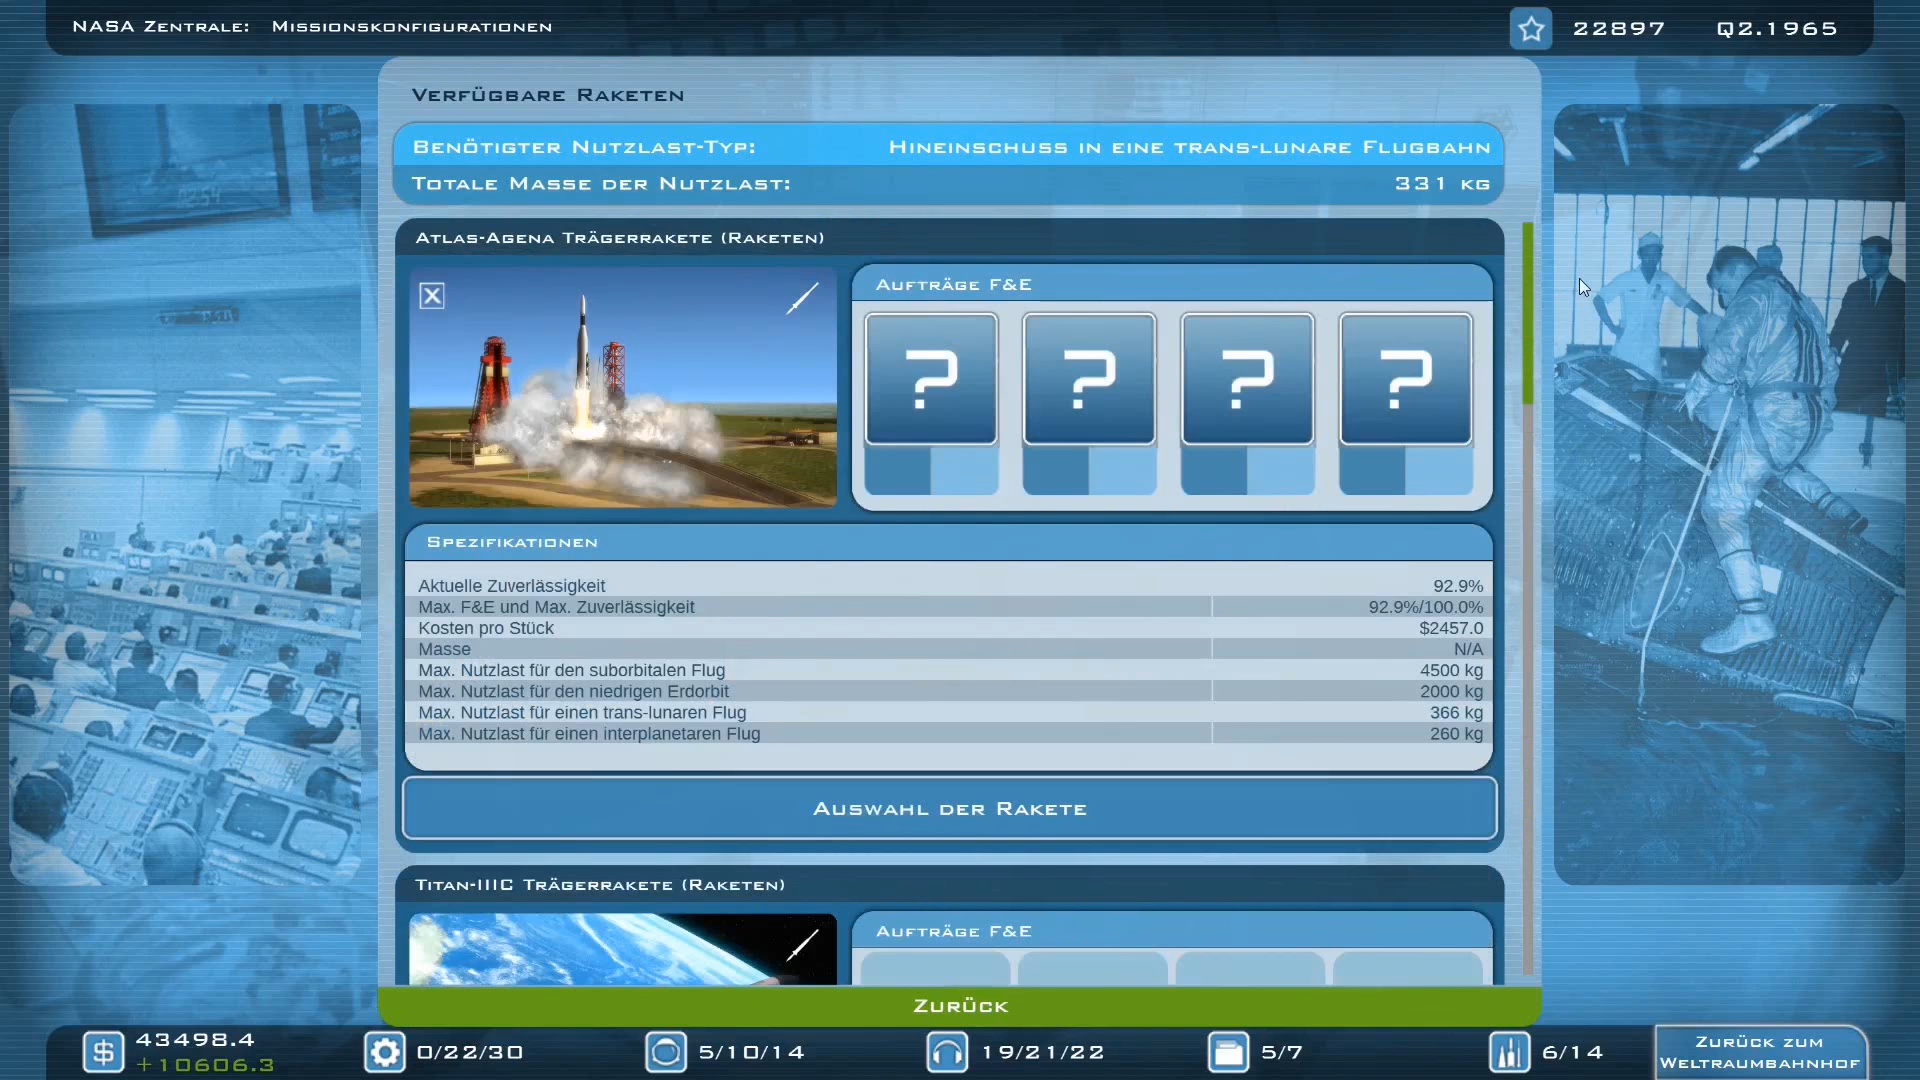 NASA Zentrale: Missionskonfigurationen
22897
Q2.1965
Verfügbare Raketen
Benötigter Nutzlast-Typ: Hineinschuss in eine trans-lunare Flugbahn
Totale Masse der Nutzlast: 331 kg
Atlas-Agena Trägerrakete (Raketen)
Aufträge F&E
? ? ? ?
Spezifikationen
Aktuelle Zuverlässigkeit 92.9%
Max. F&E und Max. Zuverlässigkeit 92.9%/100.0%
Kosten pro Stück $2457.0
Masse N/A
Max. Nutzlast für den suborbitalen Flug 4500 kg
Max. Nutzlast für den niedrigen Erdorbit 2000 kg
Max. Nutzlast für einen trans-lunaren Flug 366 kg
Max. Nutzlast für einen interplanetaren Flug 260 kg
Auswahl der Rakete
Titan-IIIC Trägerrakete (Raketen)
Aufträge F&E
Zurück
$ 43498.4
+10606.3
0/22/30
5/10/14
19/21/22
5/7
6/14
Zurück zum
Weltraumbahnhof